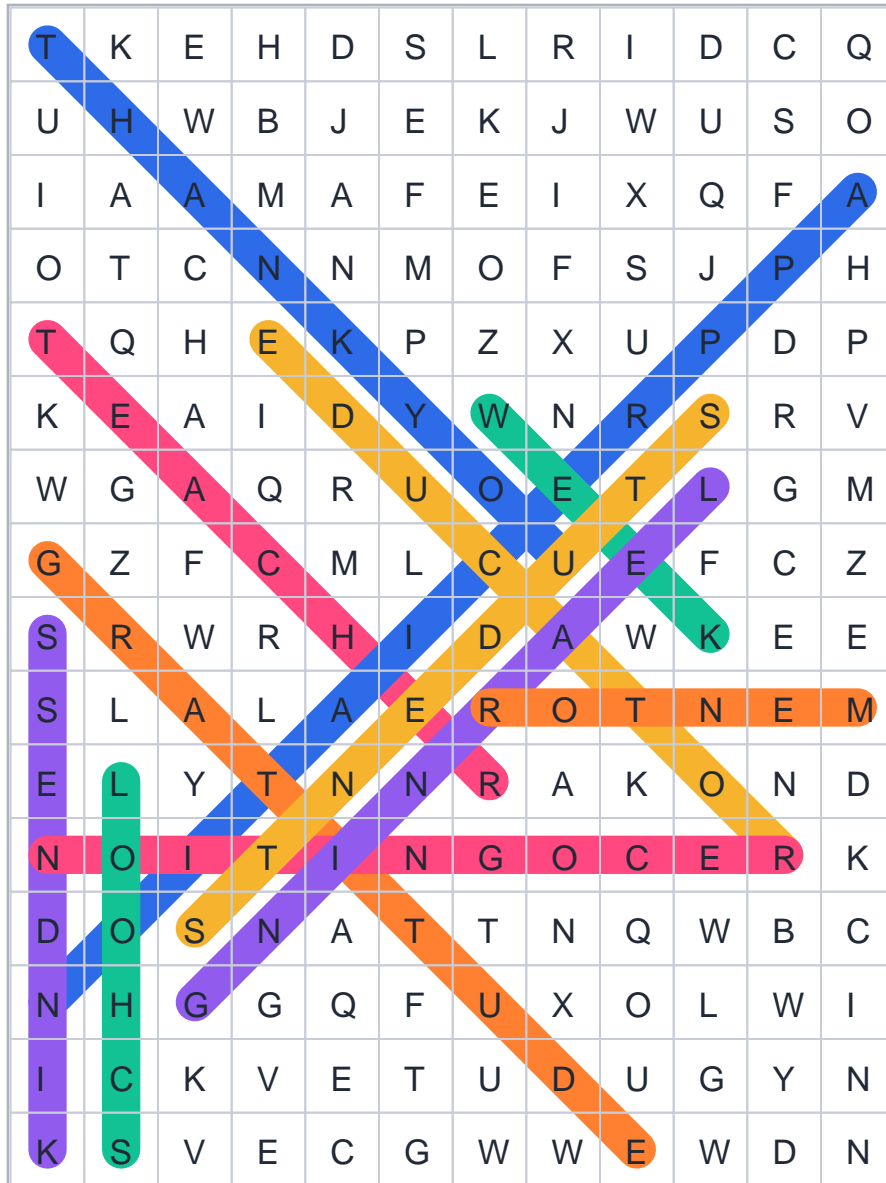 T K E H D S L R I D C Q
U H W B J E K J W U S O
I A A M A F E I X Q F A
O T C N N M O F S J P H
T Q H E K P Z X U P D P
K E A I D Y W N R S R V
W G A Q R U O E T L G M
G Z F C M L C U E F C Z
S R W R H I D A W K E E
S L A L A E R O T N E M
E L Y T N N R A K O N D
N O I T I N G O C E R K
D O S N A T T N Q W B C
N H G G Q F U X O L W I
I C K V E T U D U G Y N
K S V E C G W W E W D N